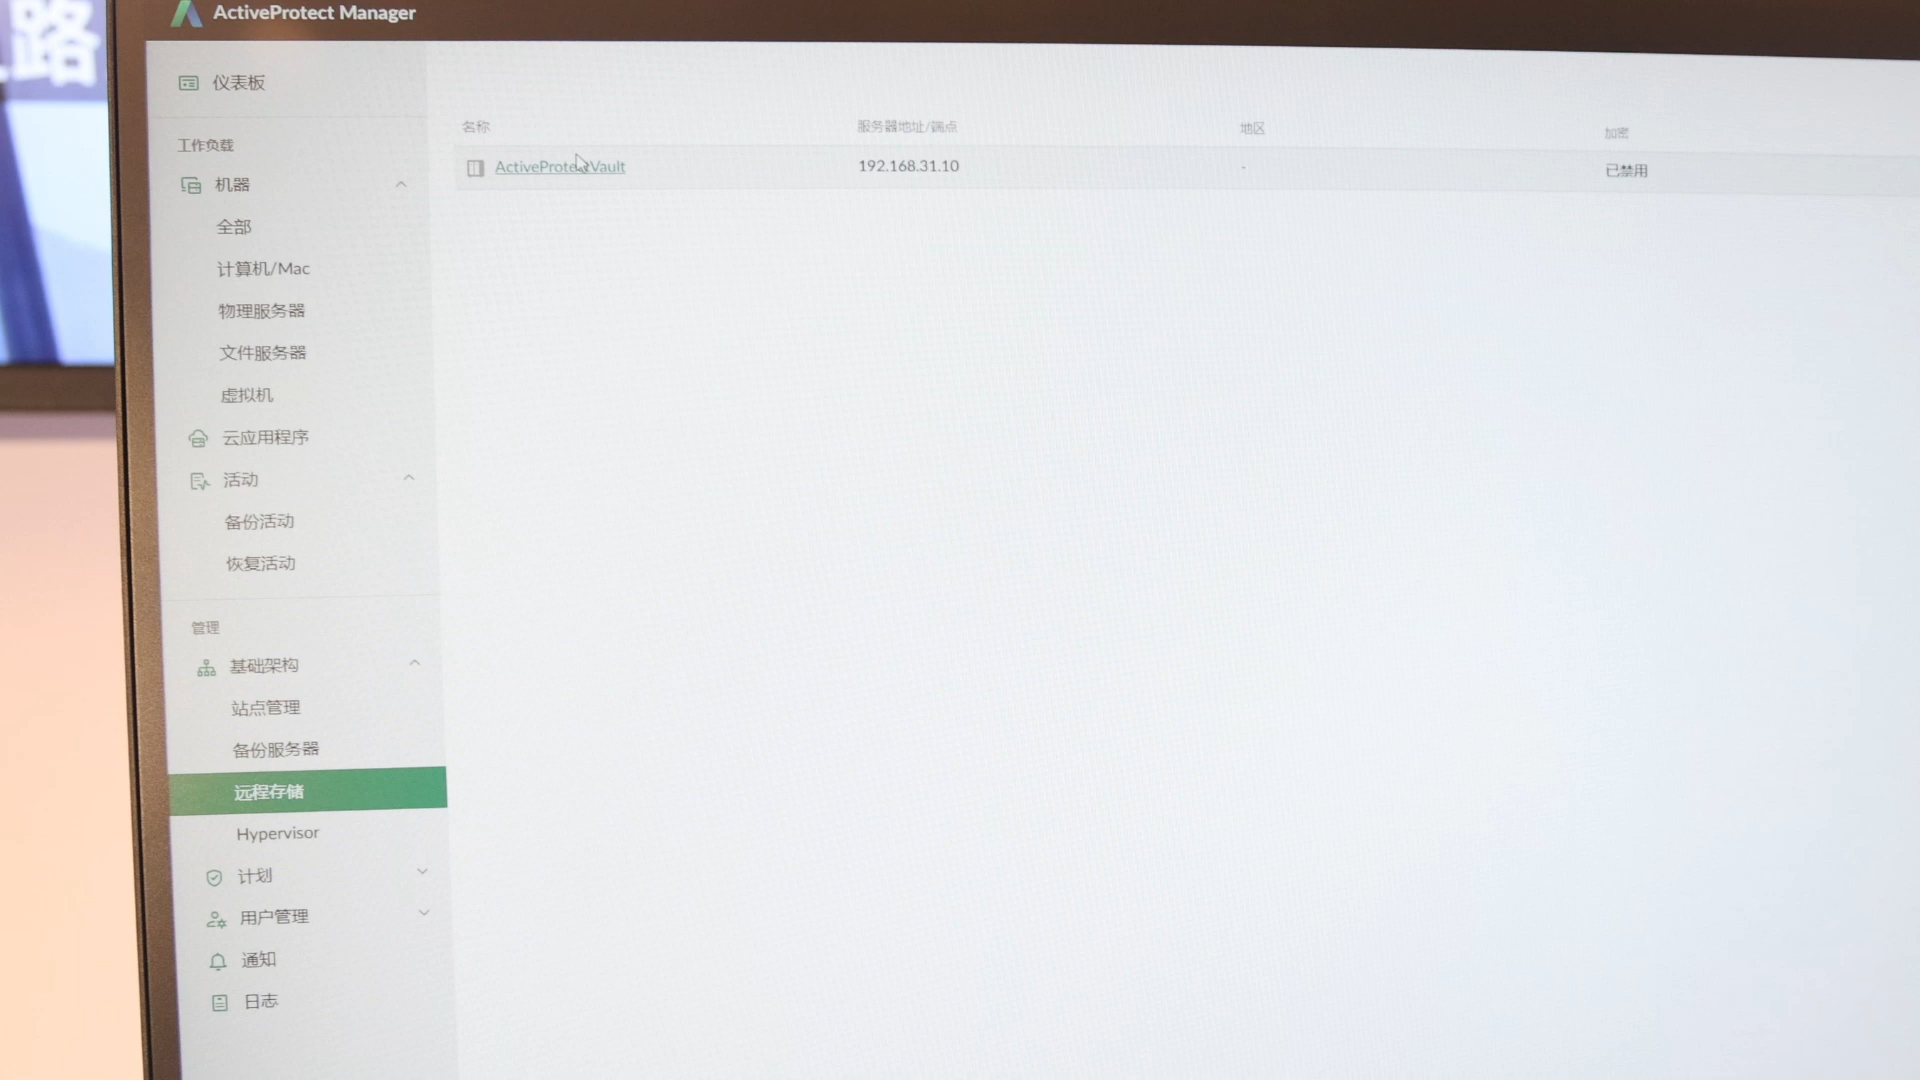 路
ActiveProtect Manager
仪表板
工作负载
机器
全部
计算机/Mac
物理服务器
文件服务器
虚拟机
云应用程序
活动
备份活动
恢复活动
管理
基础架构
站点管理
备份服务器
远程存储
Hypervisor
计划
用户管理
通知
日志
名称 服务器地址/端点 地区 加密
ActiveProtectVault 192.168.31.10 - 已禁用